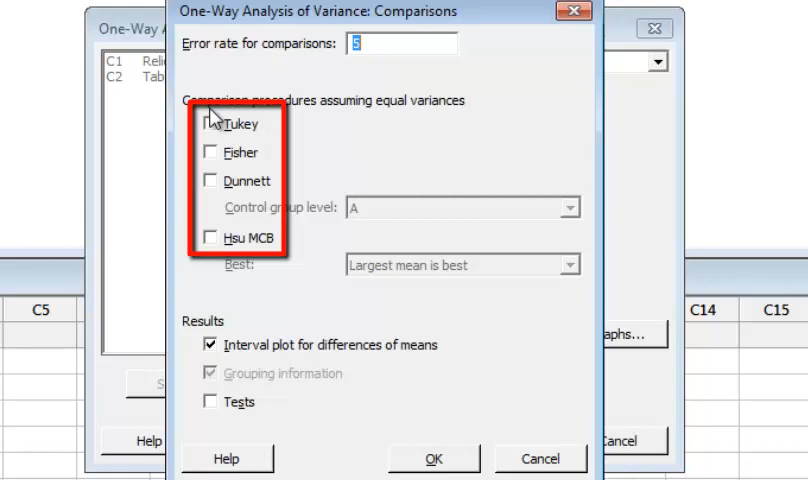 One-Way Analysis of Variance: Comparisons
One-Way A
Error rate for comparisons: 5
C1 Relie
C2 Tab
Comparison procedures assuming equal variances
Tukey
Fisher
Dunnett
Control group level: A
Hsu MCB
Best: Largest mean is best
C5
C14
C15
Results
aphs...
Interval plot for differences of means
Grouping information
S
Tests
Help
Cancel
Help
OK
Cancel